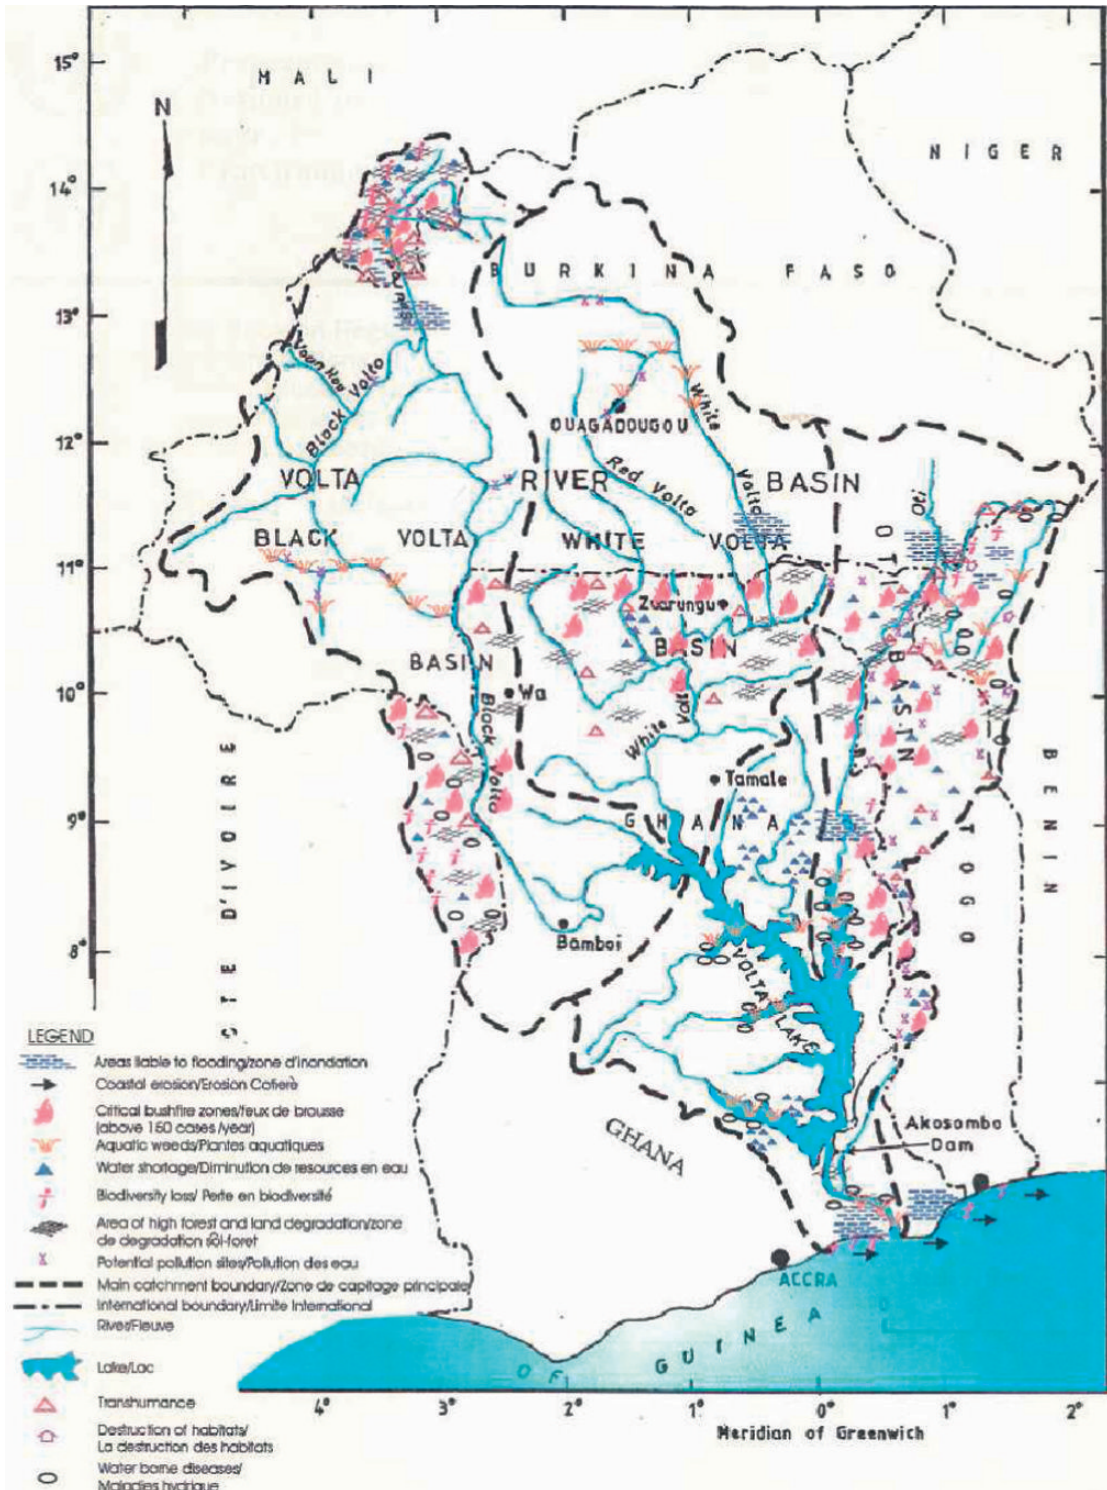 15°
MALI
N
NIGER
14°
BURKINA FASO
13°
Voun Hou
Black Volta
White
OUAGADOUGOU
12°
VOLTA RIVER BASIN
Red Volta
Volta
Oti
BLACK VOLTA WHITE VOLTA
OTI
11°
Zuarungu
BASIN
BASIN
BASIN
10°
Wa
Black Volta
White Volt
COTE D'IVOIRE
BENIN
Tamale
9°
GHANA
TOGO
8°
Bamboi
VOLTA LAKE
GHANA
Akosombo
Dam
ACCRA
OF GUINEA
LEGEND
Areas liable to flooding/zone d'inondation
Coastal erosion/Erosion Cotierè
Critical bushfire zones/feux de brousse
(above 150 cases/year)
Aquatic weeds/Plantes aquatiques
Water shortage/Diminution de resources en eau
Biodiversity loss/ Perte en biodiversité
Area of high forest and land degradation/zone
de degradation sôl-foret
Potential pollution sites/Pollution des eau
Main catchment boundary/Zone de capitage principale
International boundary/Limite International
River/Fleuve
Lake/Lac
Transhumance
Destruction of habitats/
La destruction des habitats
Water borne diseases/
Maladies hydrique
4° 3° 2° 1° 0° 1° 2°
Meridian of Greenwich